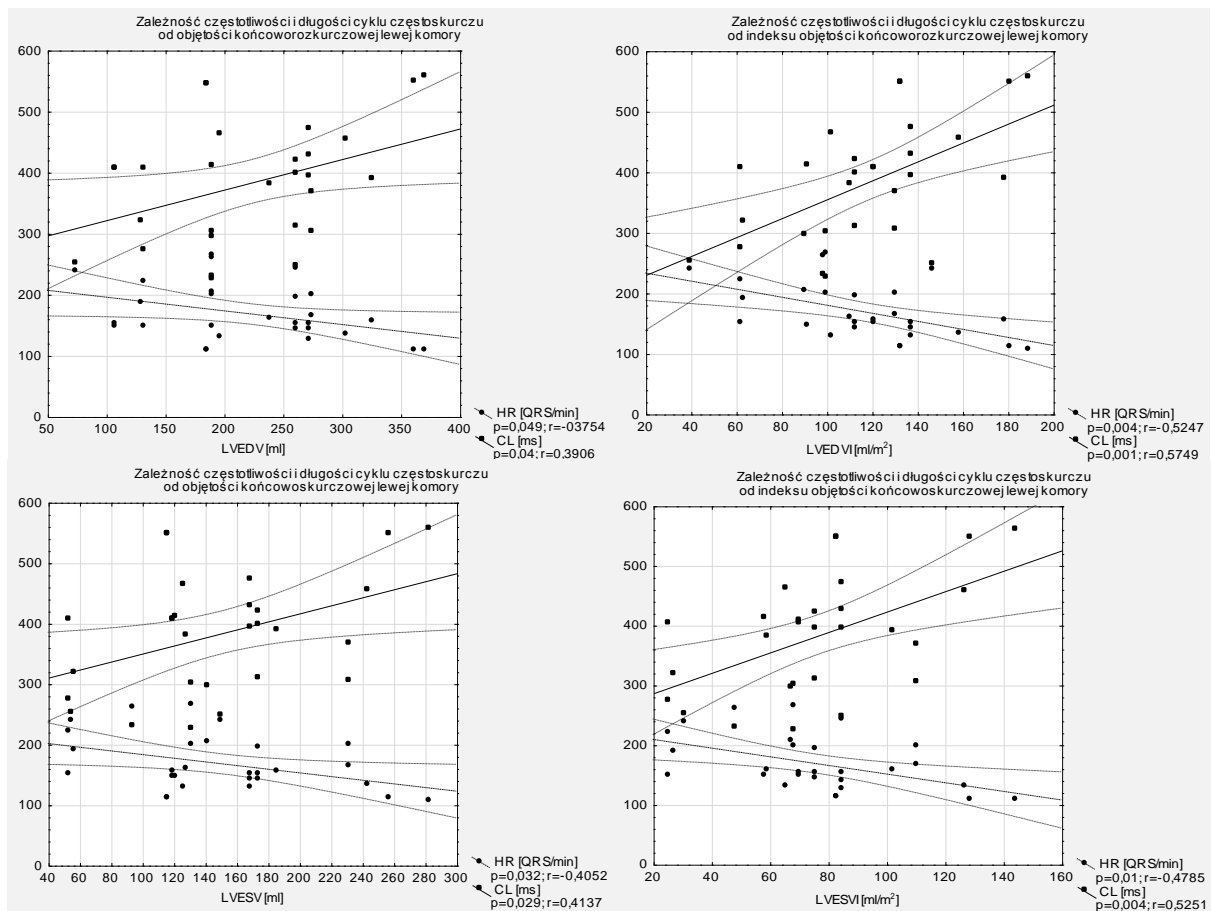 Zależność częstotliwości i długości cyklu częstoskurczu
od objętości końcoworozkurczowej lewej komory
600
500
400
300
200
100
0
50 100 150 200 250 300 350 400
LVEDV [ml]
HR [QRS/min]
p=0,049; r=-03754
CL [ms]
p=0,04; r=0,3906
Zależność częstotliwości i długości cyklu częstoskurczu
od indeksu objętości końcoworozkurczowej lewej komory
600
500
400
300
200
100
0
20 40 60 80 100 120 140 160 180 200
LVEDVI [ml/m²]
HR [QRS/min]
p=0,004; r=-0,5247
CL [ms]
p=0,001; r=0,5749
Zależność częstotliwości i długości cyklu częstoskurczu
od objętości końcowoskurczowej lewej komory
600
500
400
300
200
100
0
40 60 80 100 120 140 160 180 200 220 240 260 280 300
LVESV [ml]
HR [QRS/min]
p=0,032; r=-0,4052
CL [ms]
p=0,029; r=0,4137
Zależność częstotliwości i długości cyklu częstoskurczu
od indeksu objętości końcowoskurczowej lewej komory
600
500
400
300
200
100
0
20 40 60 80 100 120 140 160
LVESVI [ml/m²]
HR [QRS/min]
p=0,01; r=-0,4785
CL [ms]
p=0,004; r=0,5251